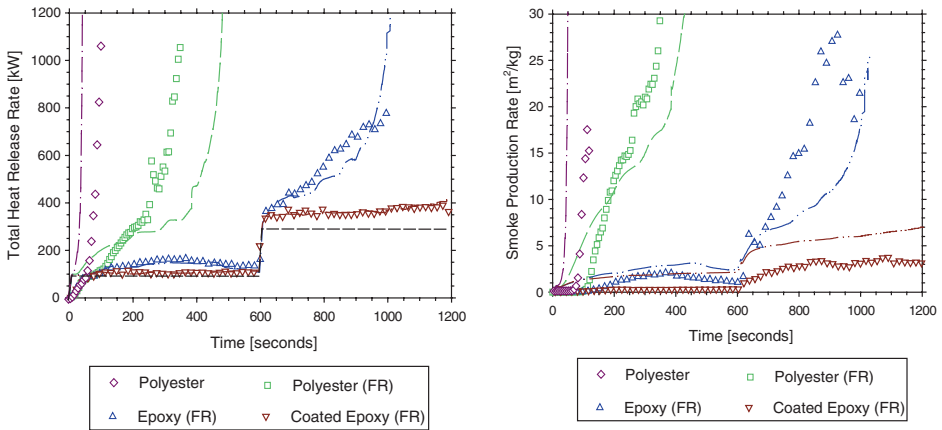 Total Heat Release Rate [kW]
1200
1000
800
600
400
200
0
0 200 400 600 800 1000 1200
Time [seconds]
Polyester
Polyester (FR)
Epoxy (FR)
Coated Epoxy (FR)
Smoke Production Rate [m²/kg]
30
25
20
15
10
5
0
0 200 400 600 800 1000 1200
Time [seconds]
Polyester
Polyester (FR)
Epoxy (FR)
Coated Epoxy (FR)